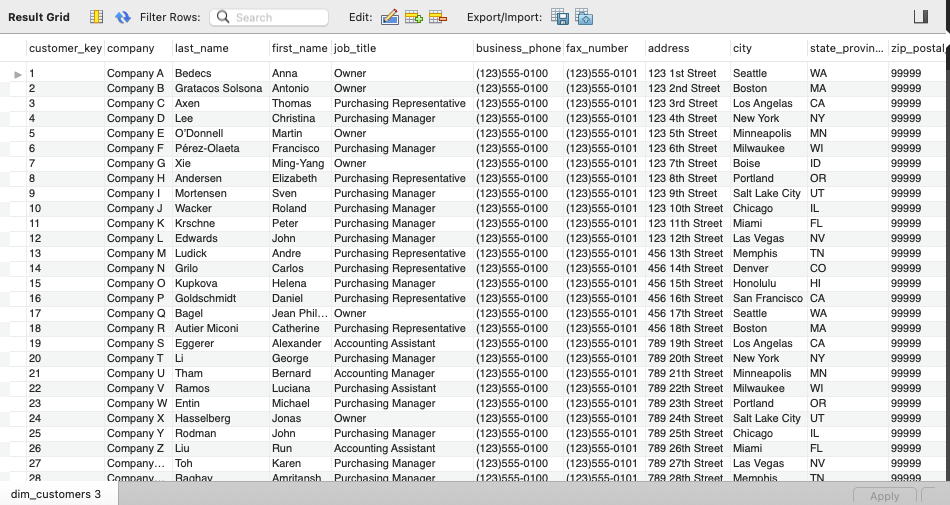 Result Grid Filter Rows: Search Edit: Export/Import:
customer_key company last_name first_name job_title business_phone fax_number address city state_provin... zip_postal
1 Company A Bedecs Anna Owner (123)555-0100 (123)555-0101 123 1st Street Seattle WA 99999
2 Company B Gratacos Solsona Antonio Owner (123)555-0100 (123)555-0101 123 2nd Street Boston MA 99999
3 Company C Axen Thomas Purchasing Representative (123)555-0100 (123)555-0101 123 3rd Street Los Angelas CA 99999
4 Company D Lee Christina Purchasing Manager (123)555-0100 (123)555-0101 123 4th Street New York NY 99999
5 Company E O'Donnell Martin Owner (123)555-0100 (123)555-0101 123 5th Street Minneapolis MN 99999
6 Company F Pérez-Olaeta Francisco Purchasing Manager (123)555-0100 (123)555-0101 123 6th Street Milwaukee WI 99999
7 Company G Xie Ming-Yang Owner (123)555-0100 (123)555-0101 123 7th Street Boise ID 99999
8 Company H Andersen Elizabeth Purchasing Representative (123)555-0100 (123)555-0101 123 8th Street Portland OR 99999
9 Company I Mortensen Sven Purchasing Manager (123)555-0100 (123)555-0101 123 9th Street Salt Lake City UT 99999
10 Company J Wacker Roland Purchasing Manager (123)555-0100 (123)555-0101 123 10th Street Chicago IL 99999
11 Company K Krschne Peter Purchasing Manager (123)555-0100 (123)555-0101 123 11th Street Miami FL 99999
12 Company L Edwards John Purchasing Manager (123)555-0100 (123)555-0101 123 12th Street Las Vegas NV 99999
13 Company M Ludick Andre Purchasing Representative (123)555-0100 (123)555-0101 456 13th Street Memphis TN 99999
14 Company N Grilo Carlos Purchasing Representative (123)555-0100 (123)555-0101 456 14th Street Denver CO 99999
15 Company O Kupkova Helena Purchasing Manager (123)555-0100 (123)555-0101 456 15th Street Honolulu HI 99999
16 Company P Goldschmidt Daniel Purchasing Representative (123)555-0100 (123)555-0101 456 16th Street San Francisco CA 99999
17 Company Q Bagel Jean Phil... Owner (123)555-0100 (123)555-0101 456 17th Street Seattle WA 99999
18 Company R Autier Miconi Catherine Purchasing Representative (123)555-0100 (123)555-0101 456 18th Street Boston MA 99999
19 Company S Eggerer Alexander Accounting Assistant (123)555-0100 (123)555-0101 789 19th Street Los Angelas CA 99999
20 Company T Li George Purchasing Manager (123)555-0100 (123)555-0101 789 20th Street New York NY 99999
21 Company U Tham Bernard Accounting Manager (123)555-0100 (123)555-0101 789 21th Street Minneapolis MN 99999
22 Company V Ramos Luciana Purchasing Assistant (123)555-0100 (123)555-0101 789 22th Street Milwaukee WI 99999
23 Company W Entin Michael Purchasing Manager (123)555-0100 (123)555-0101 789 23th Street Portland OR 99999
24 Company X Hasselberg Jonas Owner (123)555-0100 (123)555-0101 789 24th Street Salt Lake City UT 99999
25 Company Y Rodman John Purchasing Manager (123)555-0100 (123)555-0101 789 25th Street Chicago IL 99999
26 Company Z Liu Run Accounting Assistant (123)555-0100 (123)555-0101 789 26th Street Miami FL 99999
27 Company... Toh Karen Purchasing Manager (123)555-0100 (123)555-0101 789 27th Street Las Vegas NV 99999
28 Company... Raghav Amritansh Purchasing Manager (123)555-0100 (123)555-0101 789 28th Street Memphis TN 99999
dim_customers 3 Apply